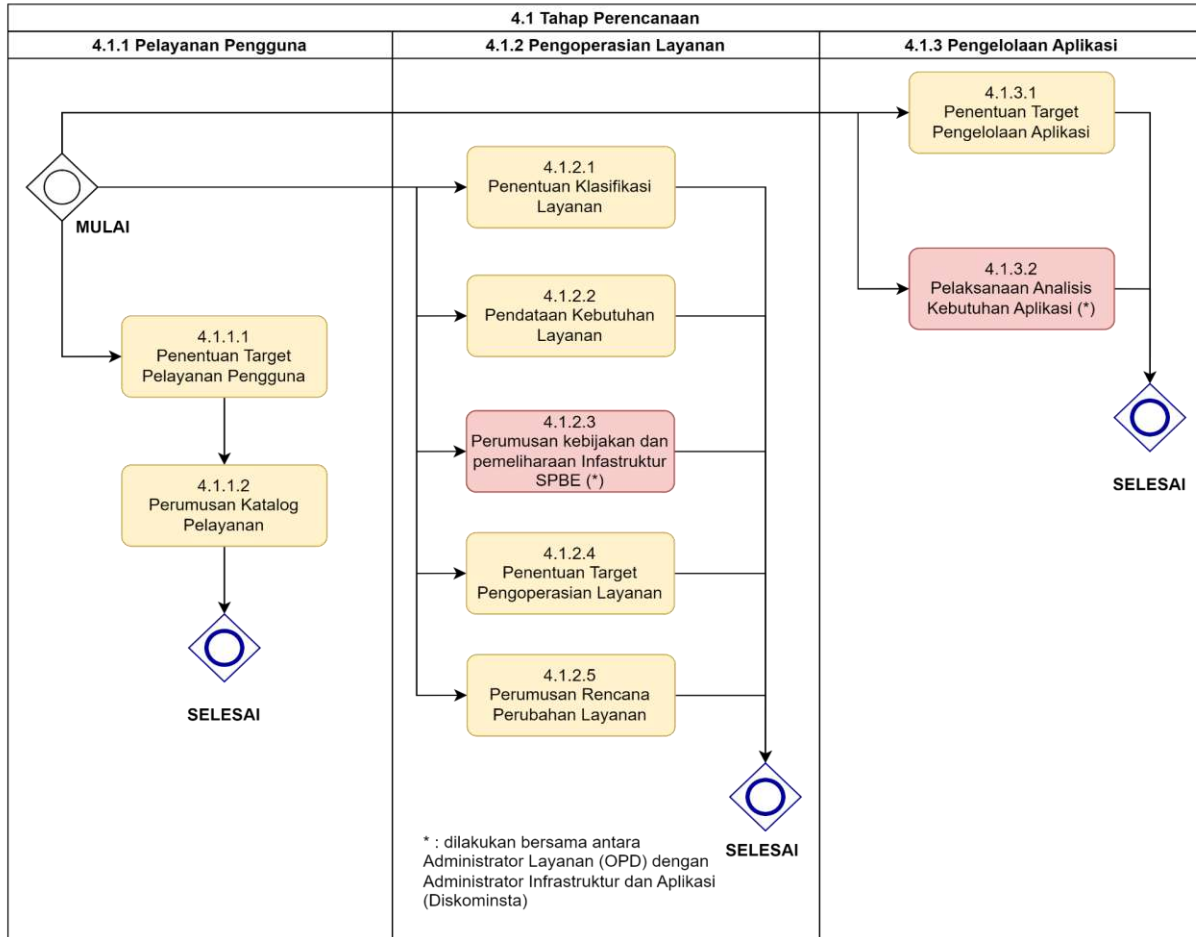 4.1 Tahap Perencanaan
4.1.1 Pelayanan Pengguna
4.1.2 Pengoperasian Layanan
4.1.3 Pengelolaan Aplikasi
MULAI
4.1.1.1
Penentuan Target
Pelayanan Pengguna
4.1.1.2
Perumusan Katalog
Pelayanan
SELESAI
4.1.2.1
Penentuan Klasifikasi
Layanan
4.1.2.2
Pendataan Kebutuhan
Layanan
4.1.2.3
Perumusan kebijakan dan
pemeliharaan Infastruktur
SPBE (*)
4.1.2.4
Penentuan Target
Pengoperasian Layanan
4.1.2.5
Perumusan Rencana
Perubahan Layanan
SELESAI
* : dilakukan bersama antara
Administrator Layanan (OPD) dengan
Administrator Infrastruktur dan Aplikasi
(Diskominsta)
4.1.3.1
Penentuan Target
Pengelolaan Aplikasi
4.1.3.2
Pelaksanaan Analisis
Kebutuhan Aplikasi (*)
SELESAI